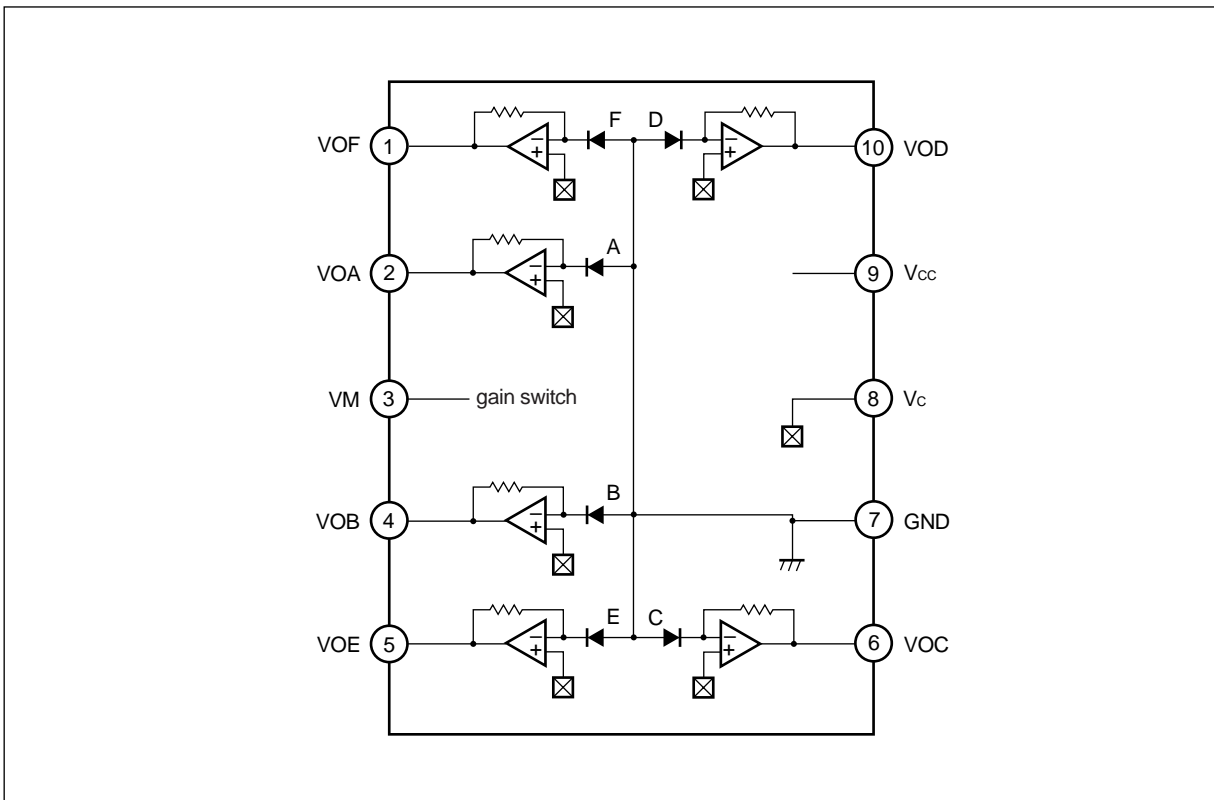 F D
VOF 1 − + − + 10 VOD
A
VOA 2 − + 9 VCC
VM 3 gain switch 8 VC
B
VOB 4 − + 7 GND
E C
VOE 5 − + − + 6 VOC